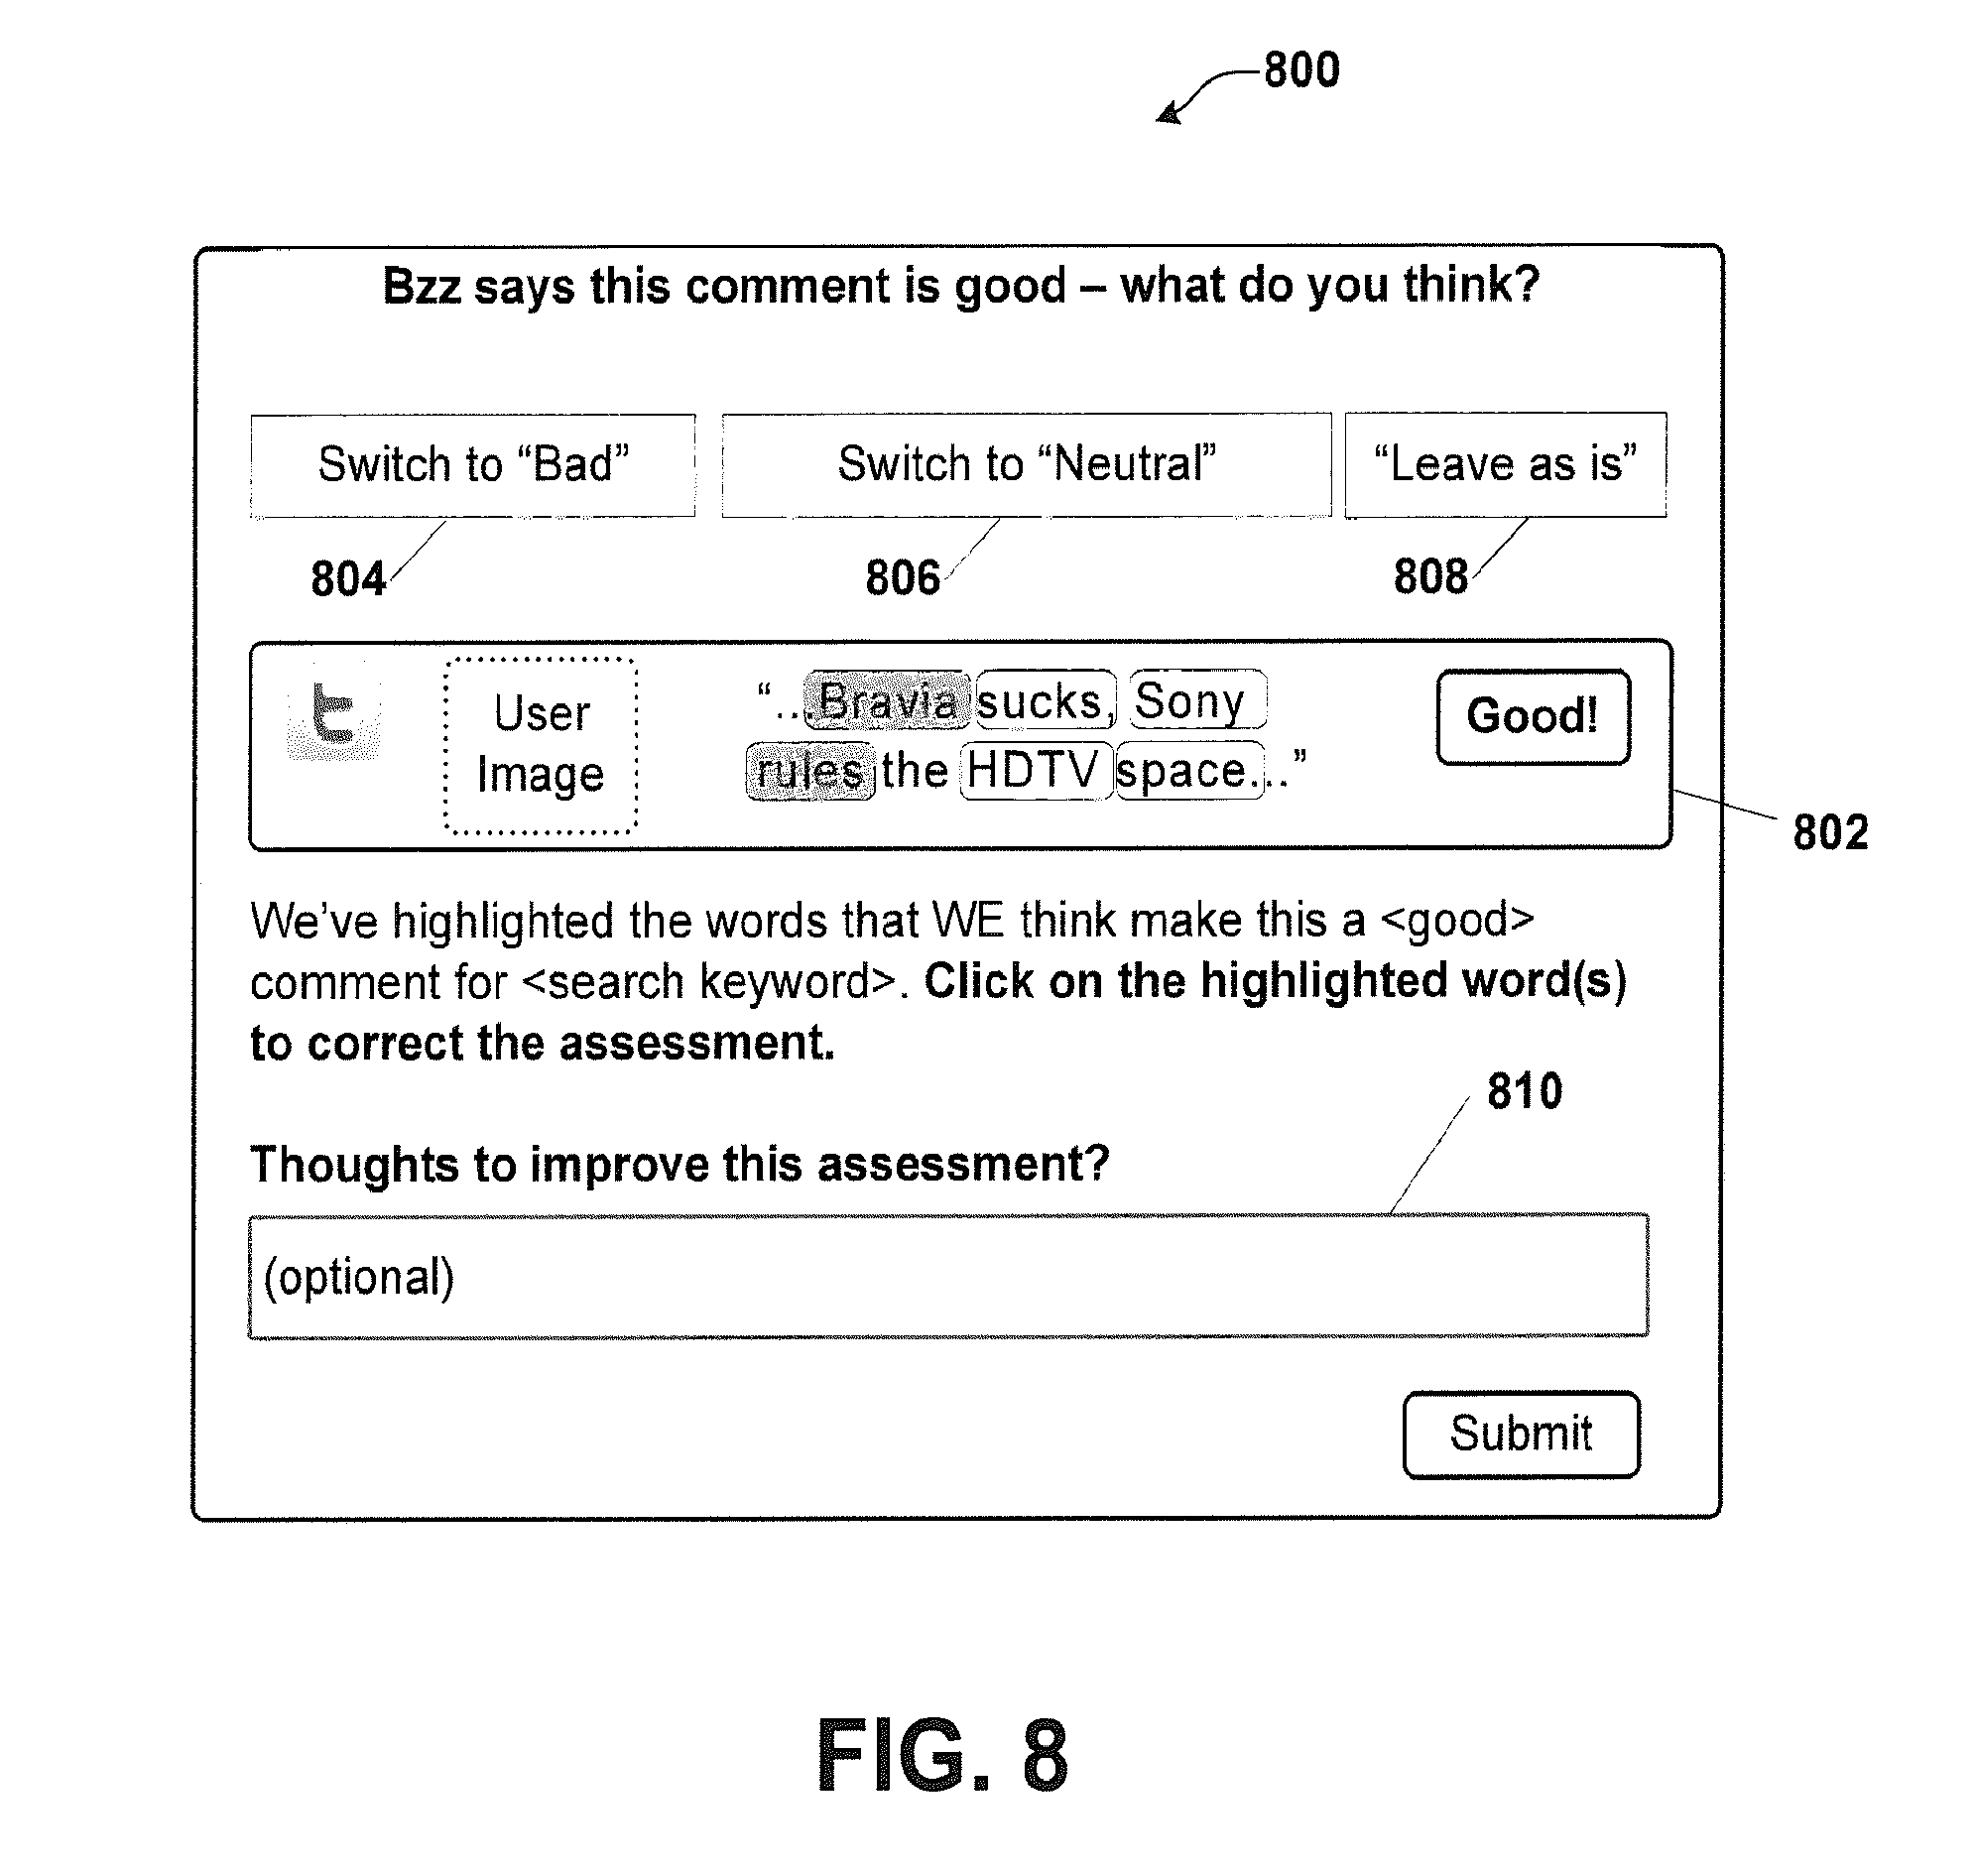 800
Bzz says this comment is good – what do you think?
Switch to “Bad” Switch to “Neutral” “Leave as is”
804 806 808
t
User
Image
“...Bravia sucks, Sony
rules the HDTV space...”
Good!
802
We’ve highlighted the words that WE think make this a <good>
comment for <search keyword>. Click on the highlighted word(s)
to correct the assessment.
810
Thoughts to improve this assessment?
(optional)
Submit
FIG. 8